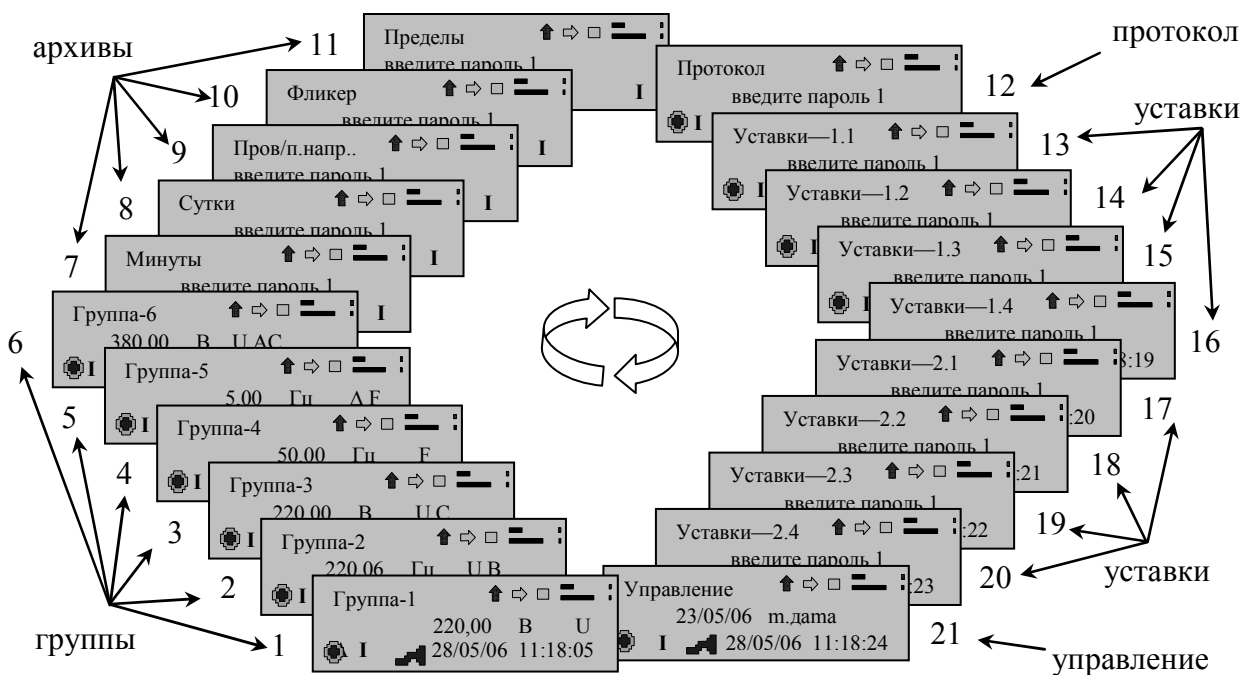 архивы
11
Пределы
введите пароль 1
I
10
Фликер
введите пароль 1
I
9
Пров/п.напр..
введите пароль 1
I
8
Сутки
введите пароль 1
I
7
Минуты
введите пароль 1
I
6
Группа-6
380,00 В U.AC
I
5
Группа-5
5,00 Гц Δ F
I
4
Группа-4
50,00 Гц F
I
3
Группа-3
220,00 В U.C
I
2
Группа-2
220,06 Гц U.B
I
группы
1
Группа-1
220,00 В U
I 28/05/06 11:18:05
протокол
12
Протокол
введите пароль 1
I
уставки
13
Уставки—1.1
введите пароль 1
I
14
Уставки—1.2
введите пароль 1
I
15
Уставки—1.3
введите пароль 1
I
16
Уставки—1.4
введите пароль 1
8:19
17
Уставки—2.1
введите пароль 1
:20
18
Уставки—2.2
введите пароль 1
:21
19
Уставки—2.3
введите пароль 1
:22
20
Уставки—2.4
введите пароль 1
:23
уставки
21
Управление
23/05/06 т.дата
I 28/05/06 11:18:24
управление